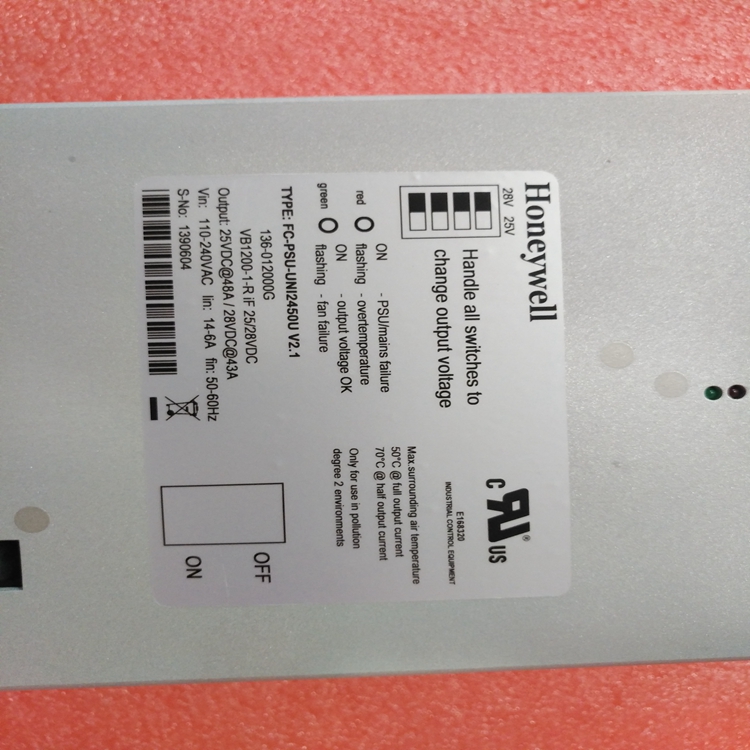 Honeywell
28V 25V
Handle all switches to
change output voltage
red
ON - PSU/mains failure
flashing - overtemperature
green
ON - output voltage OK
flashing - fan failure
TYPE: FC-PSU-UNI2450U V2.1
136-012000G
VB1200-1-R iF 25/28VDC
Output: 25VDC@48A / 28VDC@43A
Vin: 110-240VAC Iin: 14-6A fin: 50-60Hz
S-No: 1390604
C RU US ®
E168320
INDUSTRIAL CONTROL EQUIPMENT
Max.surrounding air temperature
50°C @ full output current
70°C @ half output current
Only for use in pollution
degree 2 environments
OFF
ON